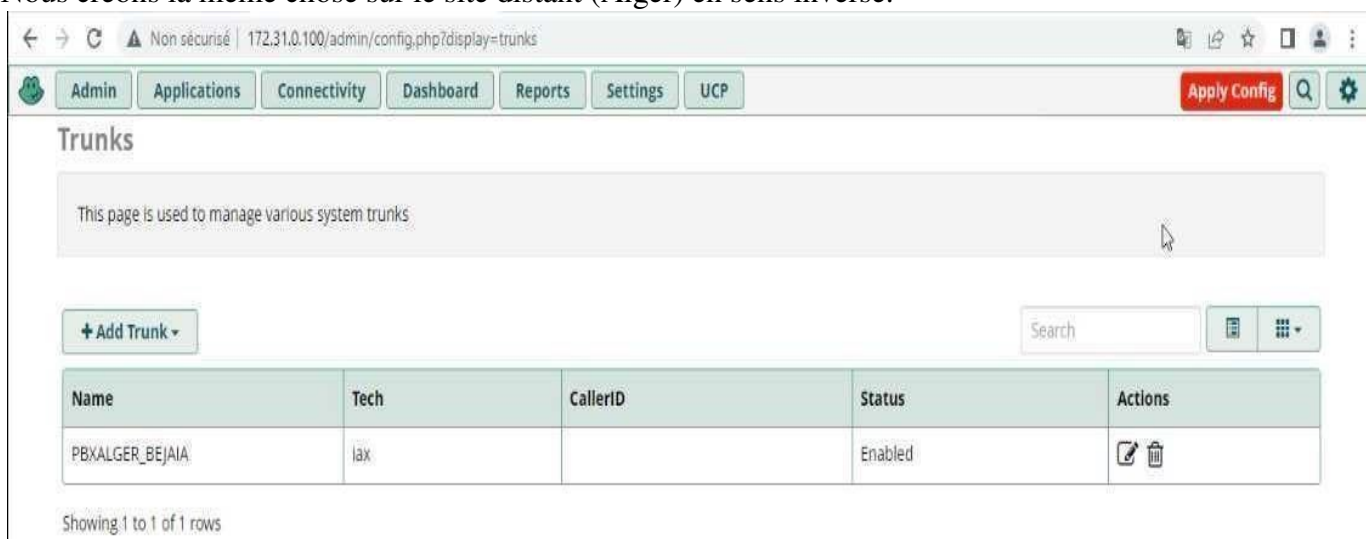 Nous créons la même chose sur le site distant (Alger) en sens inverse.
Non sécurisé | 172.31.0.100/admin/config.php?display=trunks
Admin Applications Connectivity Dashboard Reports Settings UCP Apply Config
Trunks
This page is used to manage various system trunks
+ Add Trunk Search
Name Tech CallerID Status Actions
PBXALGER_BEJAIA iax Enabled
Showing 1 to 1 of 1 rows